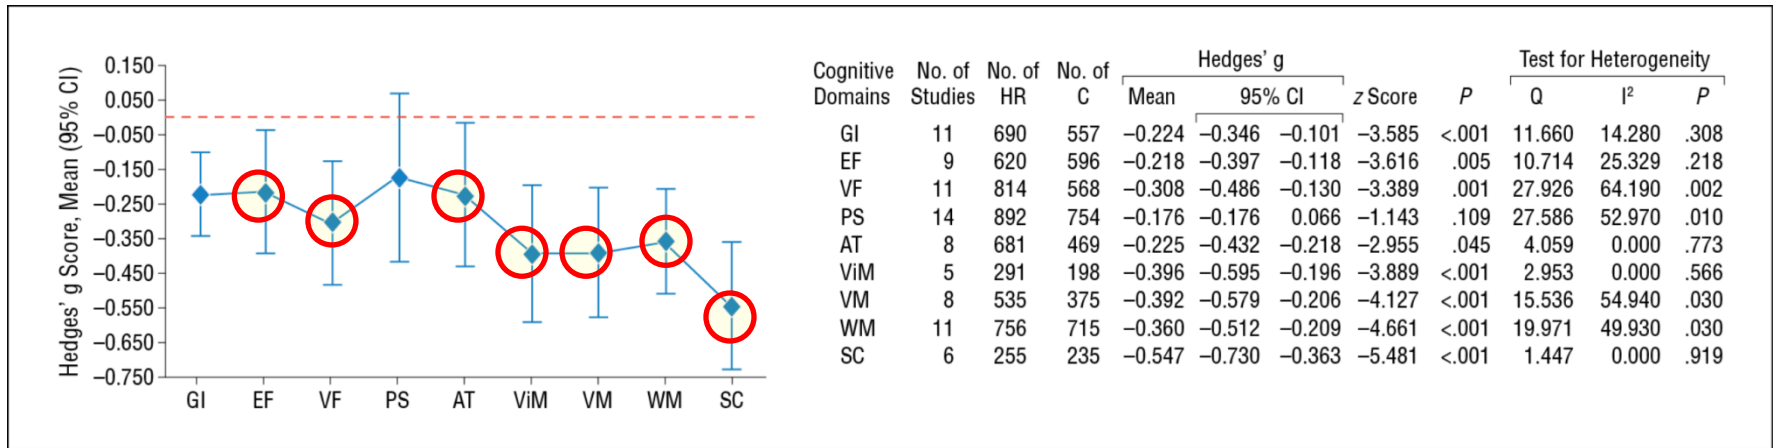 Hedges' g Score, Mean (95% CI)
0.150
0.050
−0.050
−0.150
−0.250
−0.350
−0.450
−0.550
−0.650
−0.750
GI EF VF PS AT ViM VM WM SC
Hedges' g Test for Heterogeneity
Cognitive No. of No. of No. of
Domains Studies HR C Mean 95% CI z Score P Q I² P
GI 11 690 557 −0.224 −0.346 −0.101 −3.585 <.001 11.660 14.280 .308
EF 9 620 596 −0.218 −0.397 −0.118 −3.616 .005 10.714 25.329 .218
VF 11 814 568 −0.308 −0.486 −0.130 −3.389 .001 27.926 64.190 .002
PS 14 892 754 −0.176 −0.176 0.066 −1.143 .109 27.586 52.970 .010
AT 8 681 469 −0.225 −0.432 −0.218 −2.955 .045 4.059 0.000 .773
ViM 5 291 198 −0.396 −0.595 −0.196 −3.889 <.001 2.953 0.000 .566
VM 8 535 375 −0.392 −0.579 −0.206 −4.127 <.001 15.536 54.940 .030
WM 11 756 715 −0.360 −0.512 −0.209 −4.661 <.001 19.971 49.930 .030
SC 6 255 235 −0.547 −0.730 −0.363 −5.481 <.001 1.447 0.000 .919